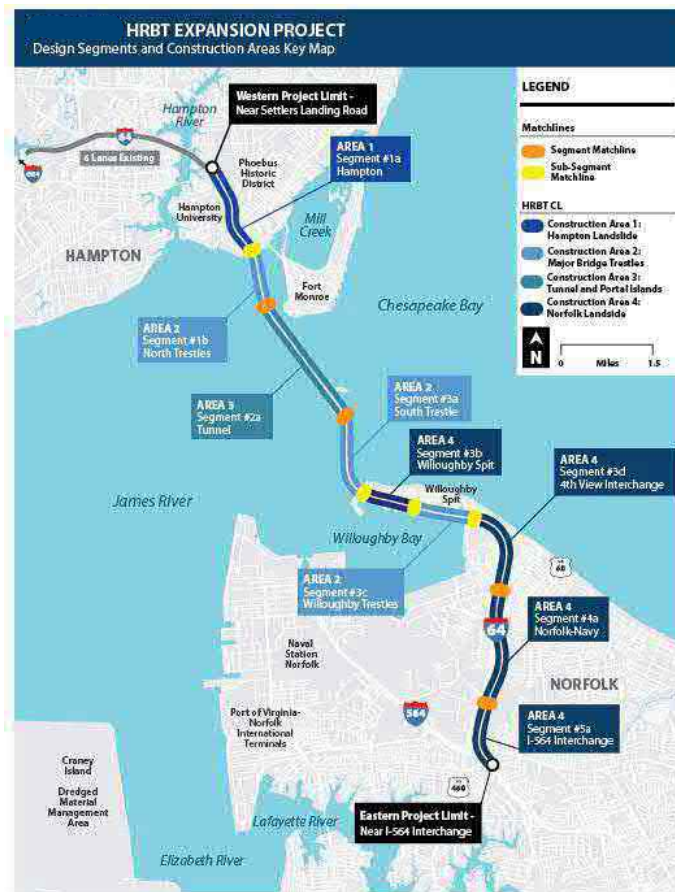 HRBT EXPANSION PROJECT
Design Segments and Construction Areas Key Map
Hampton
River
Western Project Limit -
Near Settlers Landing Road
64
6 Lanes Existing
664
Phoebus
Historic
District
AREA 1
Segment #1a
Hampton
Hampton
University
Mill
Creek
HAMPTON
Fort
Monroe
Chesapeake Bay
AREA 2
Segment #1b
North Trestles
AREA 3
Segment #2a
Tunnel
AREA 2
Segment #3a
South Trestle
AREA 4
Segment #3b
Willoughby Spit
AREA 4
Segment #3d
4th View Interchange
James River
Willoughby
Spit
Willoughby Bay
AREA 2
Segment #3c
Willoughby Trestles
60
AREA 4
Segment #4a
Norfolk-Navy
64
Naval
Station
Norfolk
NORFOLK
Port of Virginia-
Norfolk
International
Terminals
564
AREA 4
Segment #5a
I-564 Interchange
Craney
Island
Dredged
Material
Management
Area
460
Eastern Project Limit -
Near I-564 Interchange
Lafayette River
Elizabeth River
LEGEND
Matchlines
Segment Matchline
Sub-Segment
Matchline
HRBT CL
Construction Area 1:
Hampton Landslide
Construction Area 2:
Major Bridge Trestles
Construction Area 3:
Tunnel and Portal Islands
Construction Area 4:
Norfolk Landside
N
0 Miles 1.5